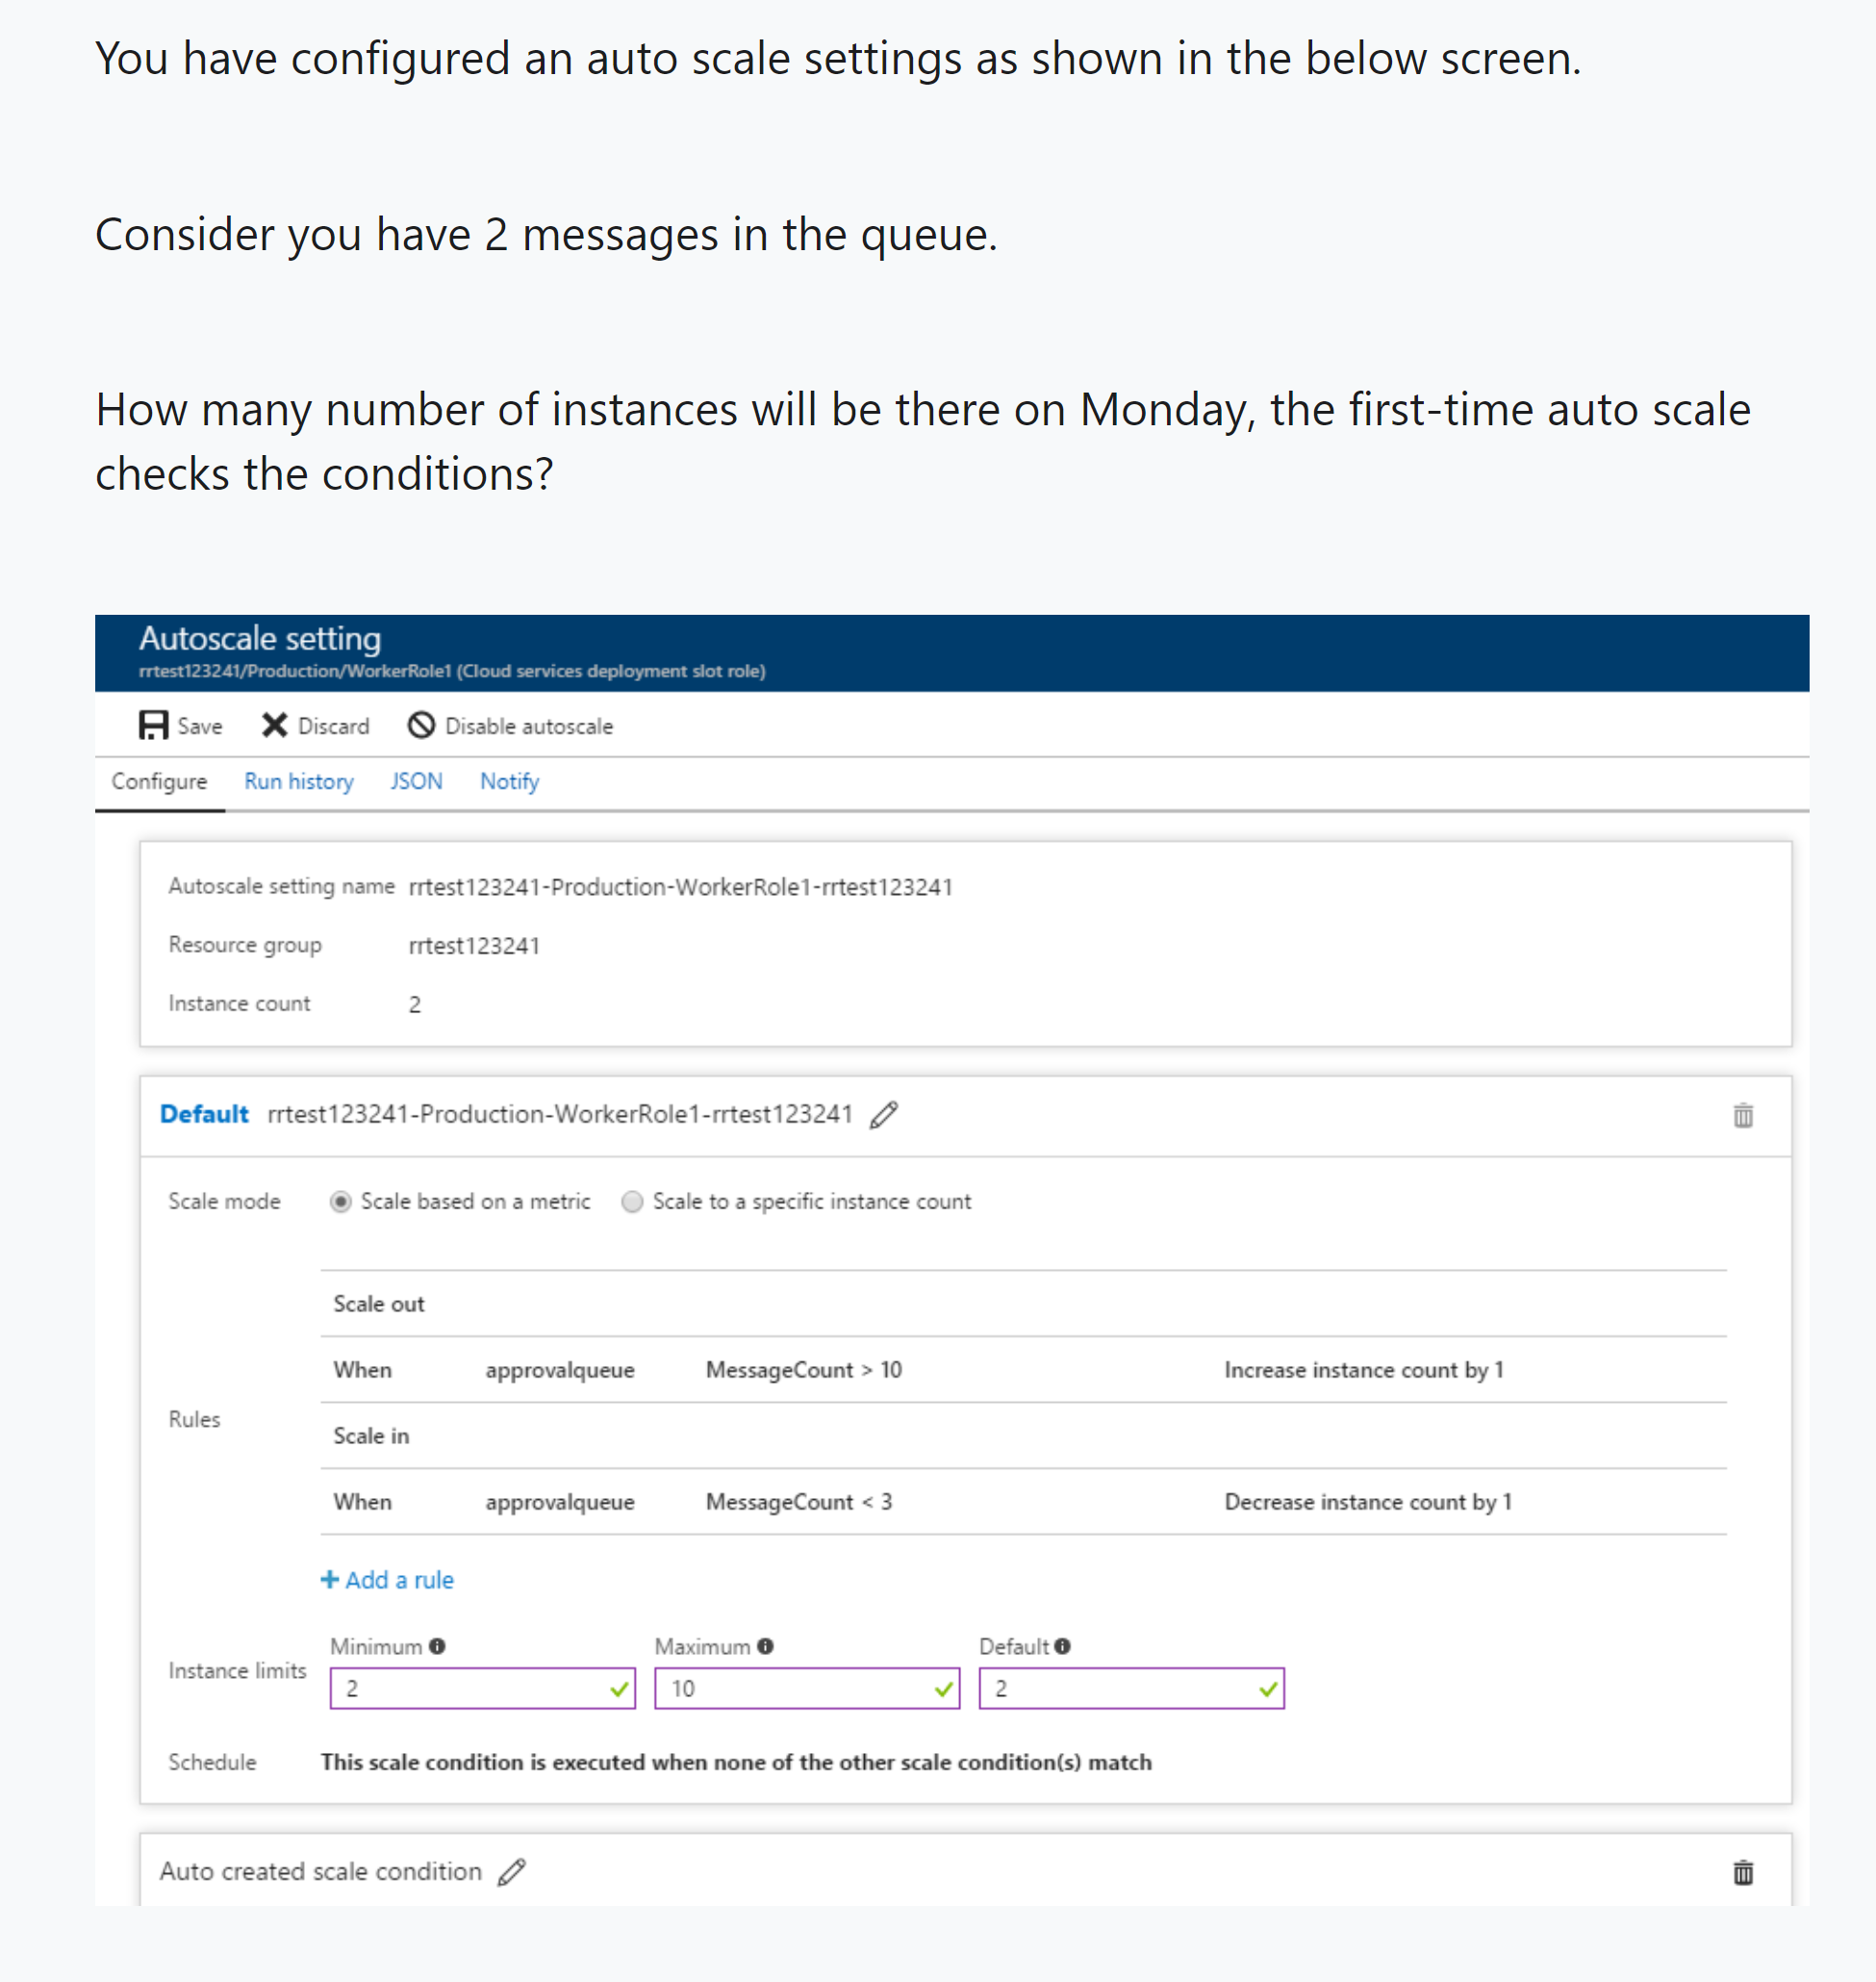 You have configured an auto scale settings as shown in the below screen.
Consider you have 2 messages in the queue.
How many number of instances will be there on Monday, the first-time auto scale
checks the conditions?
Autoscale setting
rrtest123241/Production/WorkerRole1 (Cloud services deployment slot role)
Save Discard Disable autoscale
Configure Run history JSON Notify
Autoscale setting name rrtest123241-Production-WorkerRole1-rrtest123241
Resource group rrtest123241
Instance count 2
Default rrtest123241-Production-WorkerRole1-rrtest123241
Scale mode Scale based on a metric Scale to a specific instance count
Scale out
When approvalqueue MessageCount > 10 Increase instance count by 1
Rules
Scale in
When approvalqueue MessageCount < 3 Decrease instance count by 1
+ Add a rule
Minimum Maximum Default
Instance limits 2 10 2
Schedule This scale condition is executed when none of the other scale condition(s) match
Auto created scale condition